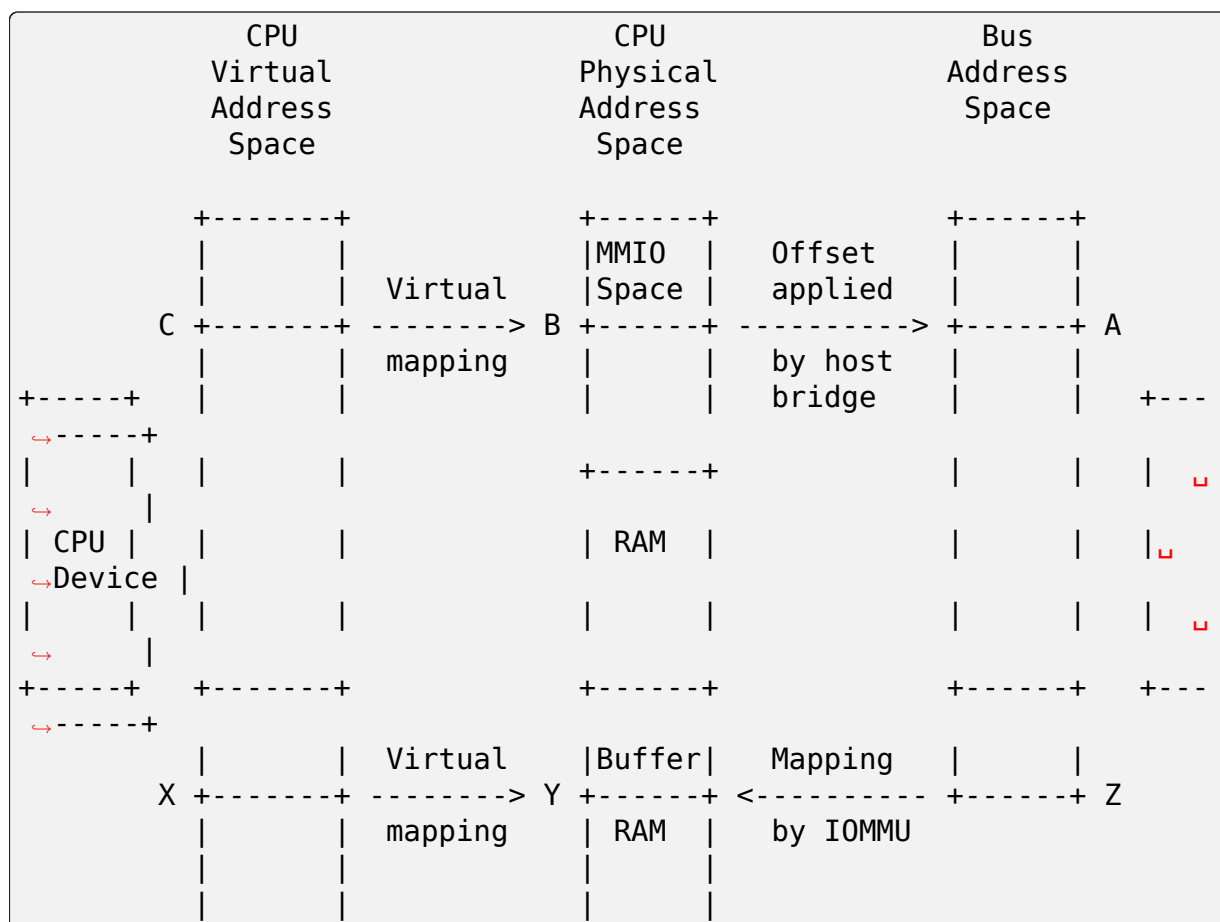 CPU                  CPU                  Bus
             Virtual              Physical             Address
             Address              Address               Space
              Space                Space

            +-------+             +------+             +------+
            |       |             |MMIO  |   Offset    |      |
            |       |  Virtual    |Space |   applied   |      |
          C +-------+ --------> B +------+ ----------> +------+ A
            |       |  mapping    |      |   by host   |      |
+-----+     |       |             |      |   bridge    |      |   +---
↪-----+
|     |     |       |             +------+             |      |   |  ␣
↪      |
| CPU |     |       |             | RAM  |             |      |   |␣
↪Device |
|     |     |       |             |      |             |      |   |  ␣
↪      |
+-----+     +-------+             +------+             +------+   +---
↪-----+
            |       |  Virtual    |Buffer|   Mapping   |      |
          X +-------+ --------> Y +------+ <---------- +------+ Z
            |       |  mapping    | RAM  |   by IOMMU
            |       |             |      |
            |       |             |      |